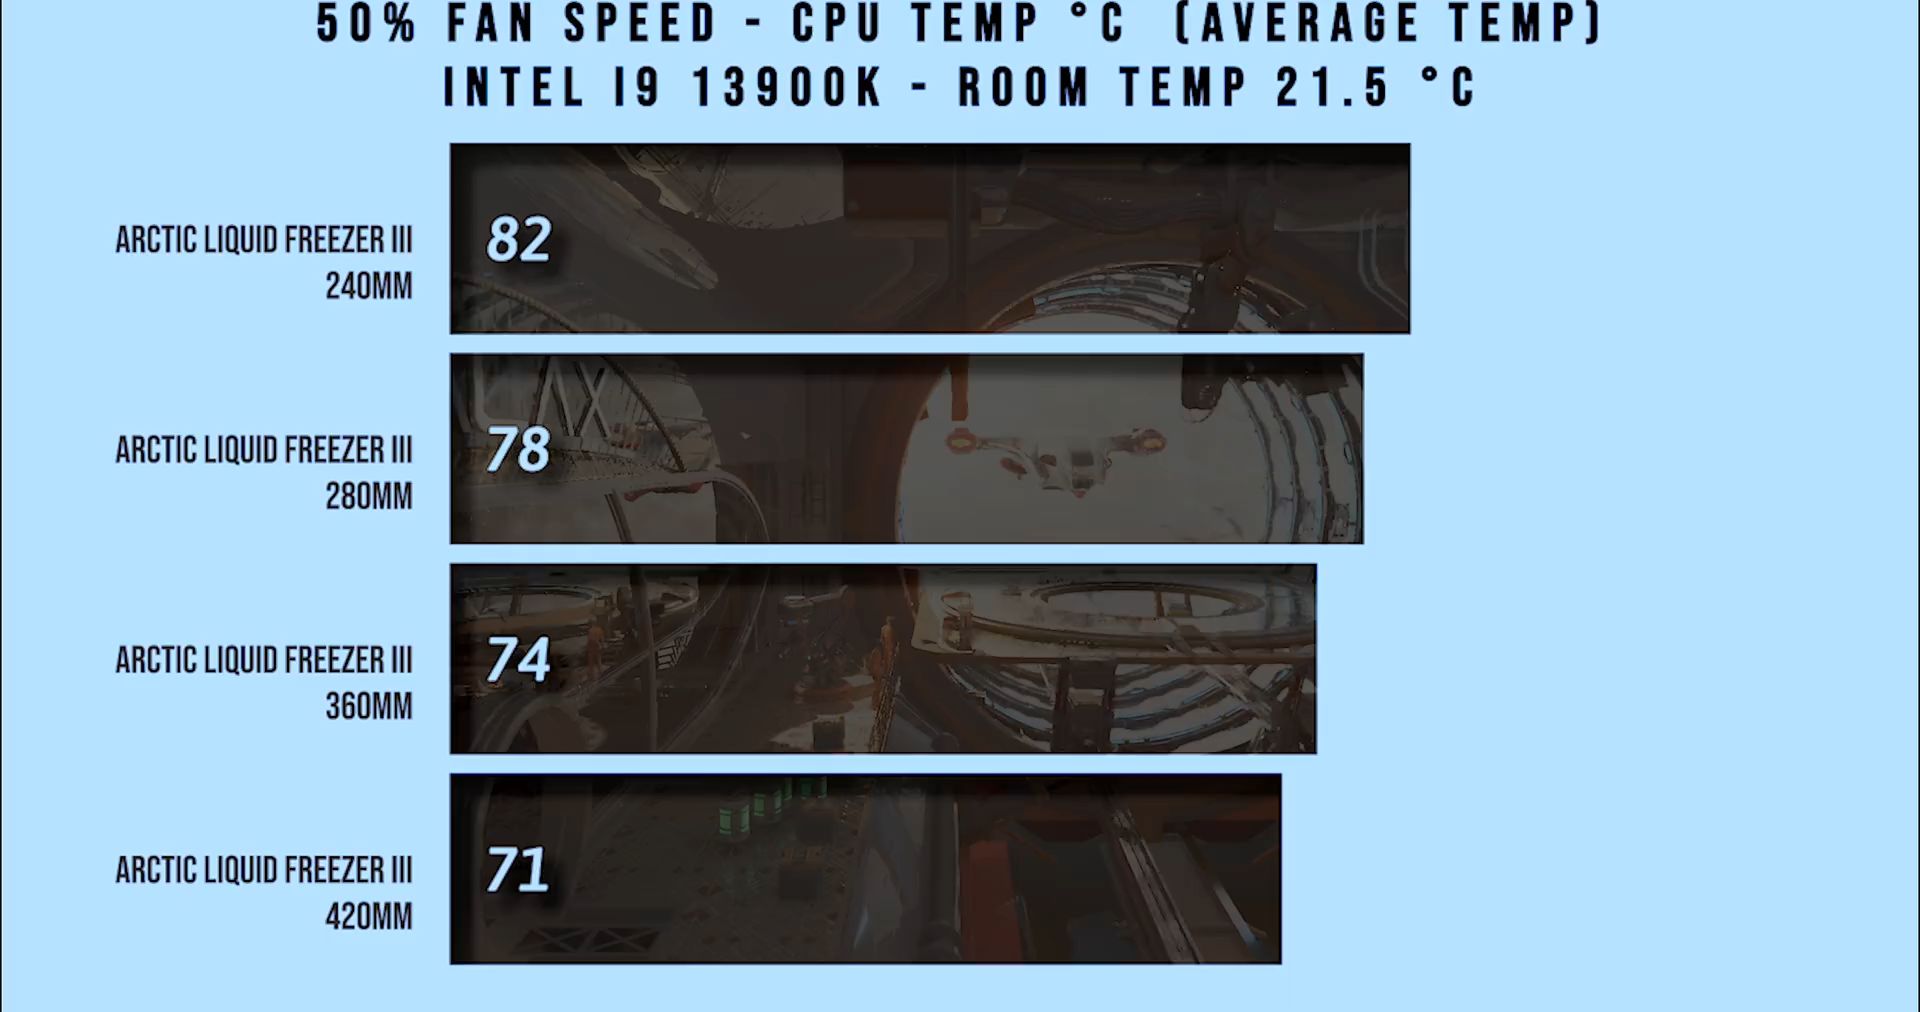 50% FAN SPEED - CPU TEMP °C (AVERAGE TEMP)
INTEL I9 13900K - ROOM TEMP 21.5 °C
ARCTIC LIQUID FREEZER III
240MM
82
ARCTIC LIQUID FREEZER III
280MM
78
ARCTIC LIQUID FREEZER III
360MM
74
ARCTIC LIQUID FREEZER III
420MM
71